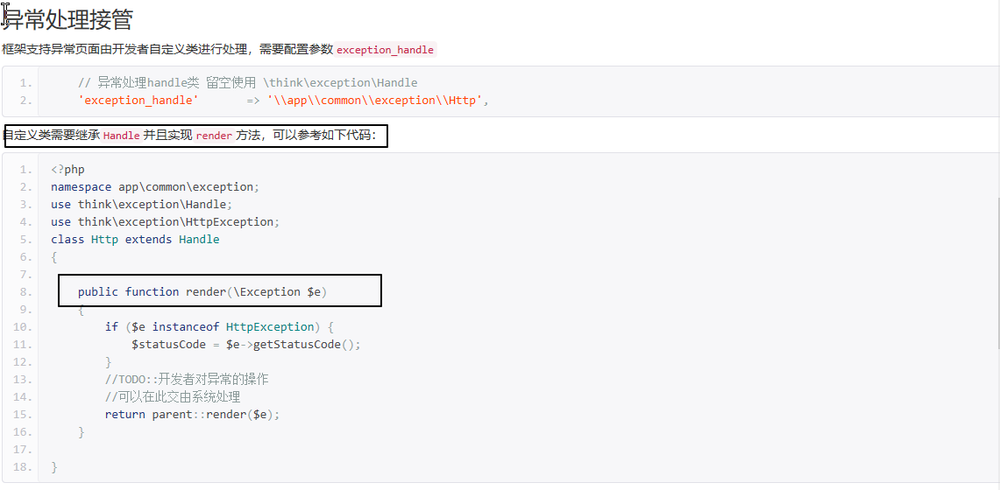 异常处理接管
框架支持异常页面由开发者自定义类进行处理，需要配置参数 exception_handle
1. // 异常处理handle类 留空使用 \think\exception\Handle
2. 'exception_handle' => '\\app\\common\\exception\\Http',
自定义类需要继承 Handle 并且实现 render 方法，可以参考如下代码：
1. <?php
2. namespace app\common\exception;
3. use think\exception\Handle;
4. use think\exception\HttpException;
5. class Http extends Handle
6. {
7.
8. public function render(\Exception $e)
9. {
10. if ($e instanceof HttpException) {
11. $statusCode = $e->getStatusCode();
12. }
13. //TODO::开发者对异常的操作
14. //可以在此交由系统处理
15. return parent::render($e);
16. }
17.
18. }